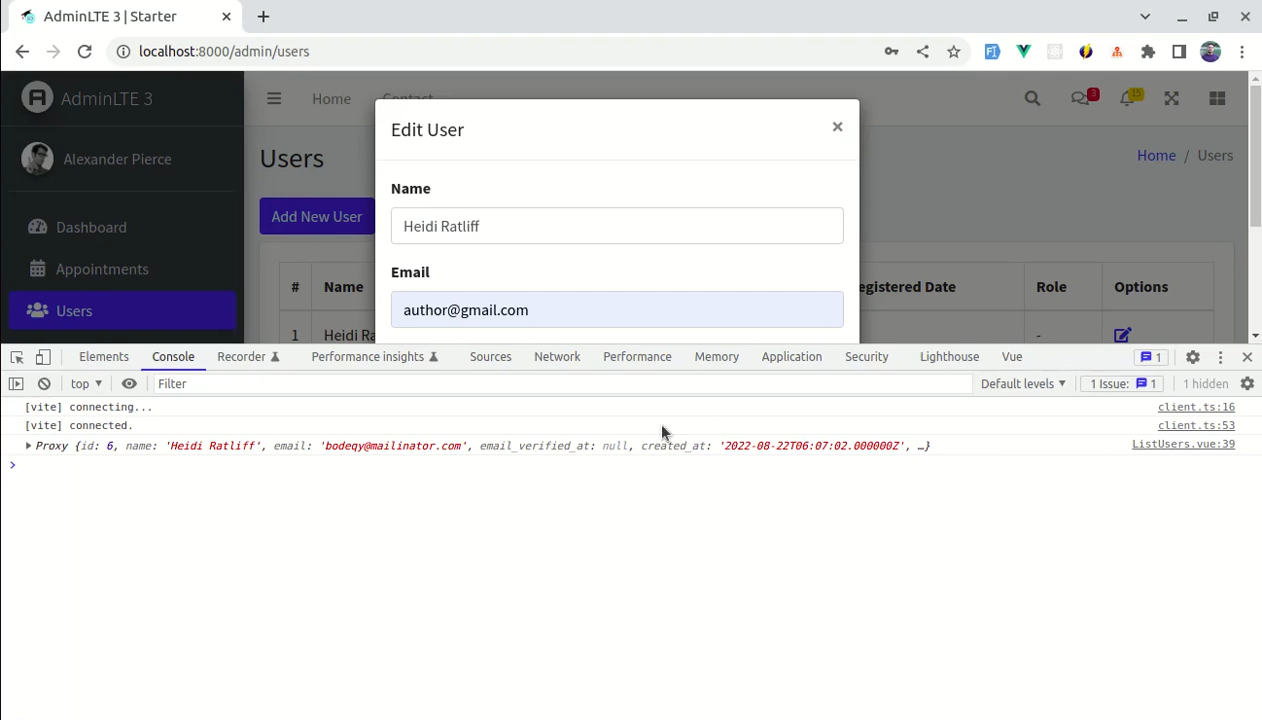 AdminLTE 3 | Starter
localhost:8000/admin/users
AdminLTE 3
Home
Contact
3
15
Alexander Pierce
Users
Home / Users
Add New User
Dashboard
Appointments
Users
Edit User
Name
Heidi Ratliff
Email
author@gmail.com
# Name egistered Date Role Options
1 Heidi Ra -
Elements Console Recorder Performance insights Sources Network Performance Memory Application Security Lighthouse Vue 1
top Filter Default levels 1 Issue: 1 1 hidden
[vite] connecting... client.ts:16
[vite] connected. client.ts:53
Proxy {id: 6, name: 'Heidi Ratliff', email: 'bodeqy@mailinator.com', email_verified_at: null, created_at: '2022-08-22T06:07:02.000000Z', …} ListUsers.vue:39